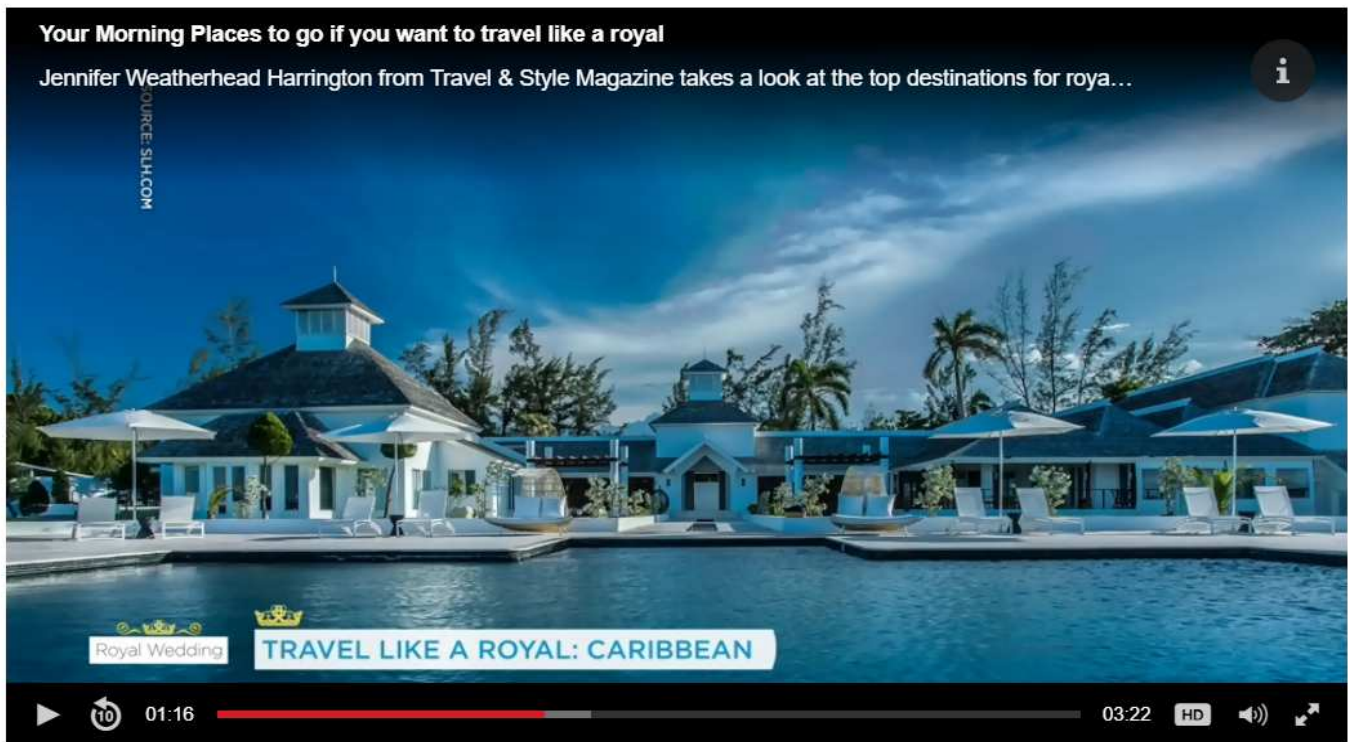 Your Morning Places to go if you want to travel like a royal
Jennifer Weatherhead Harrington from Travel & Style Magazine takes a look at the top destinations for roya…
i
SOURCE: SLH.COM
Royal Wedding
TRAVEL LIKE A ROYAL: CARIBBEAN
10
01:16
03:22
HD